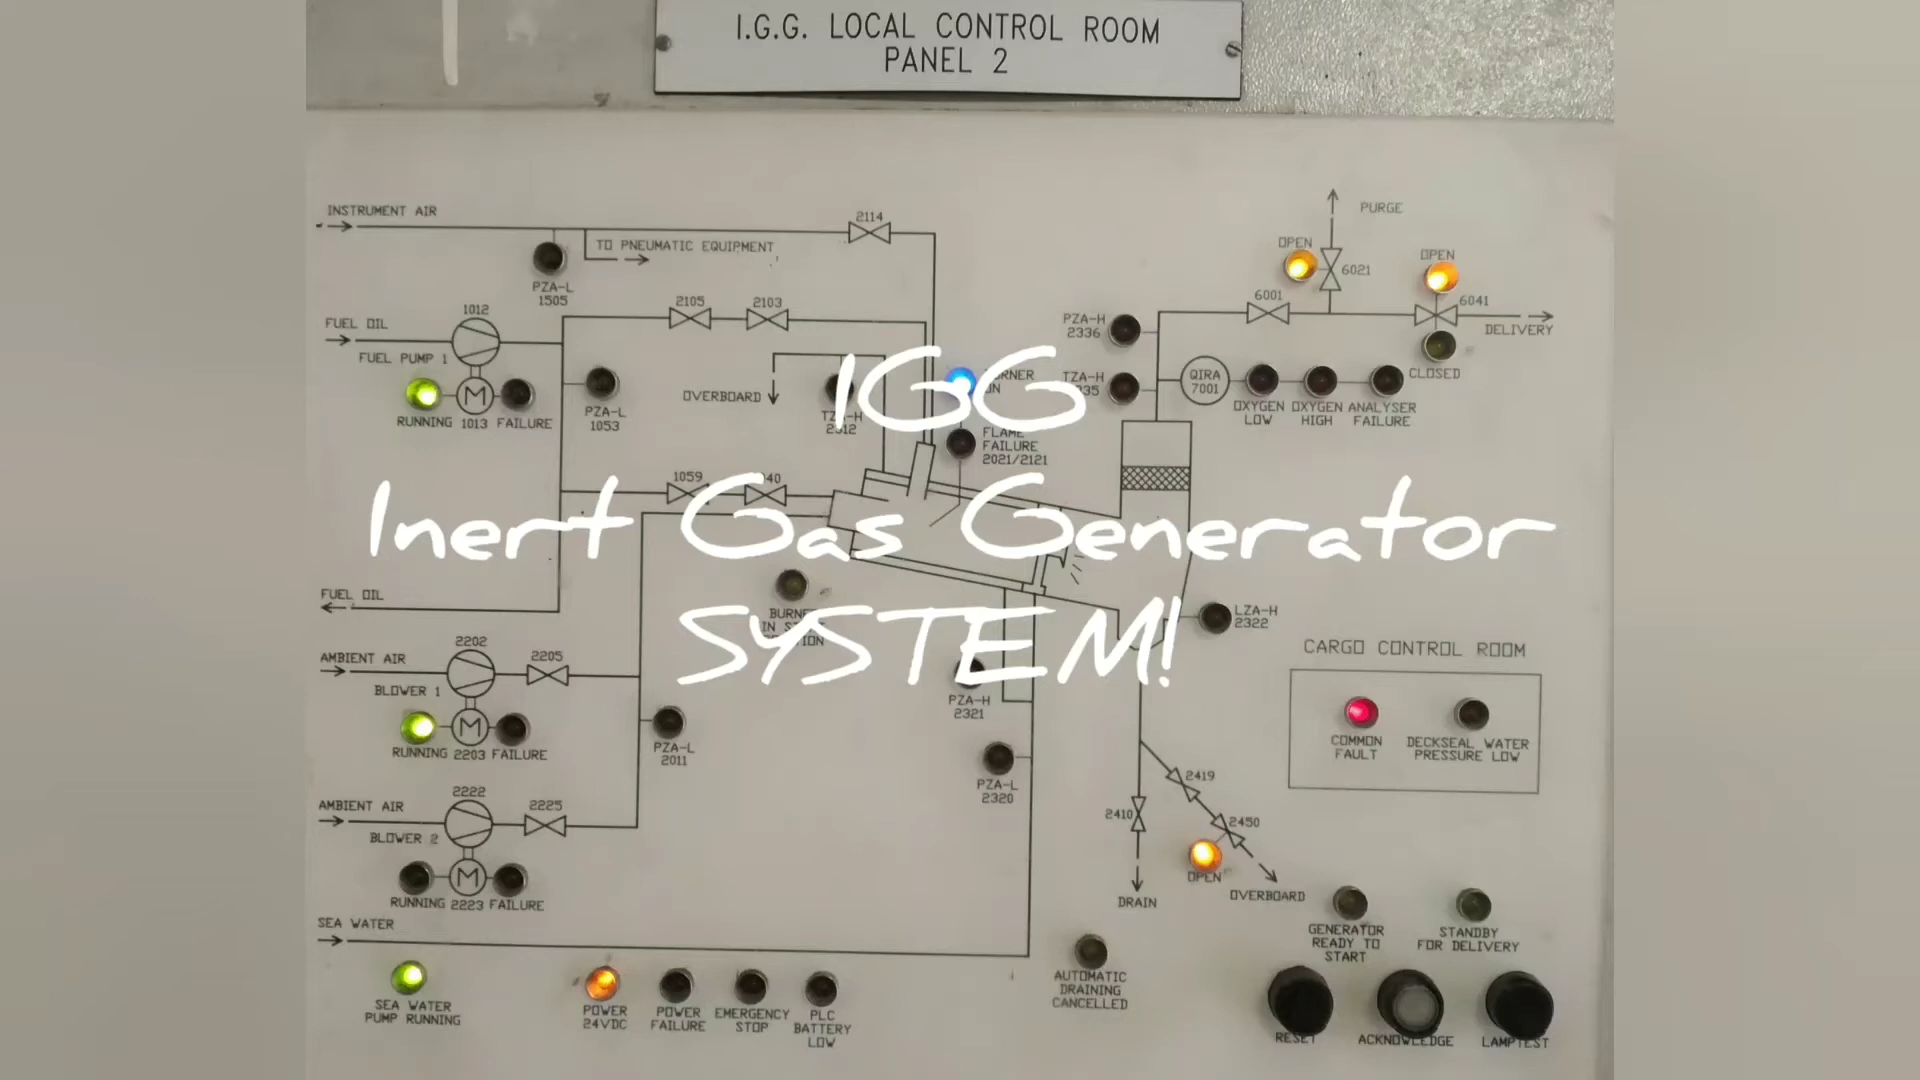 I.G.G. LOCAL CONTROL ROOM
PANEL 2
INSTRUMENT AIR
TO PNEUMATIC EQUIPMENT
PZA-L
1505
2114
PURGE
OPEN
6021
OPEN
6001
6041
DELIVERY
CLOSED
FUEL OIL
1012
FUEL PUMP 1
RUNNING 1013 FAILURE
2105
2103
PZA-L
1053
OVERBOARD
PZA-H
2336
QIRA
7001
OXYGEN
LOW
OXYGEN
HIGH
ANALYSER
FAILURE
FLAME
FAILURE
2021/2121
IGG
Inert Gas Generator
SYSTEM!
1059
FUEL OIL
AMBIENT AIR
2202
2205
BLOWER 1
M
RUNNING 2203 FAILURE
PZA-L
2011
AMBIENT AIR
2222
2225
BLOWER 2
M
RUNNING 2223 FAILURE
PZA-H
2321
PZA-L
2320
LZA-H
2322
CARGO CONTROL ROOM
COMMON
FAULT
DECKSEAL WATER
PRESSURE LOW
2419
2410
2450
OPEN
DRAIN
OVERBOARD
SEA WATER
SEA WATER
PUMP RUNNING
POWER
24VDC
POWER
FAILURE
EMERGENCY
STOP
PLC
BATTERY
LOW
AUTOMATIC
DRAINING
CANCELLED
GENERATOR
READY TO
START
STANDBY
FOR DELIVERY
RESET
ACKNOWLEDGE
LAMPTEST